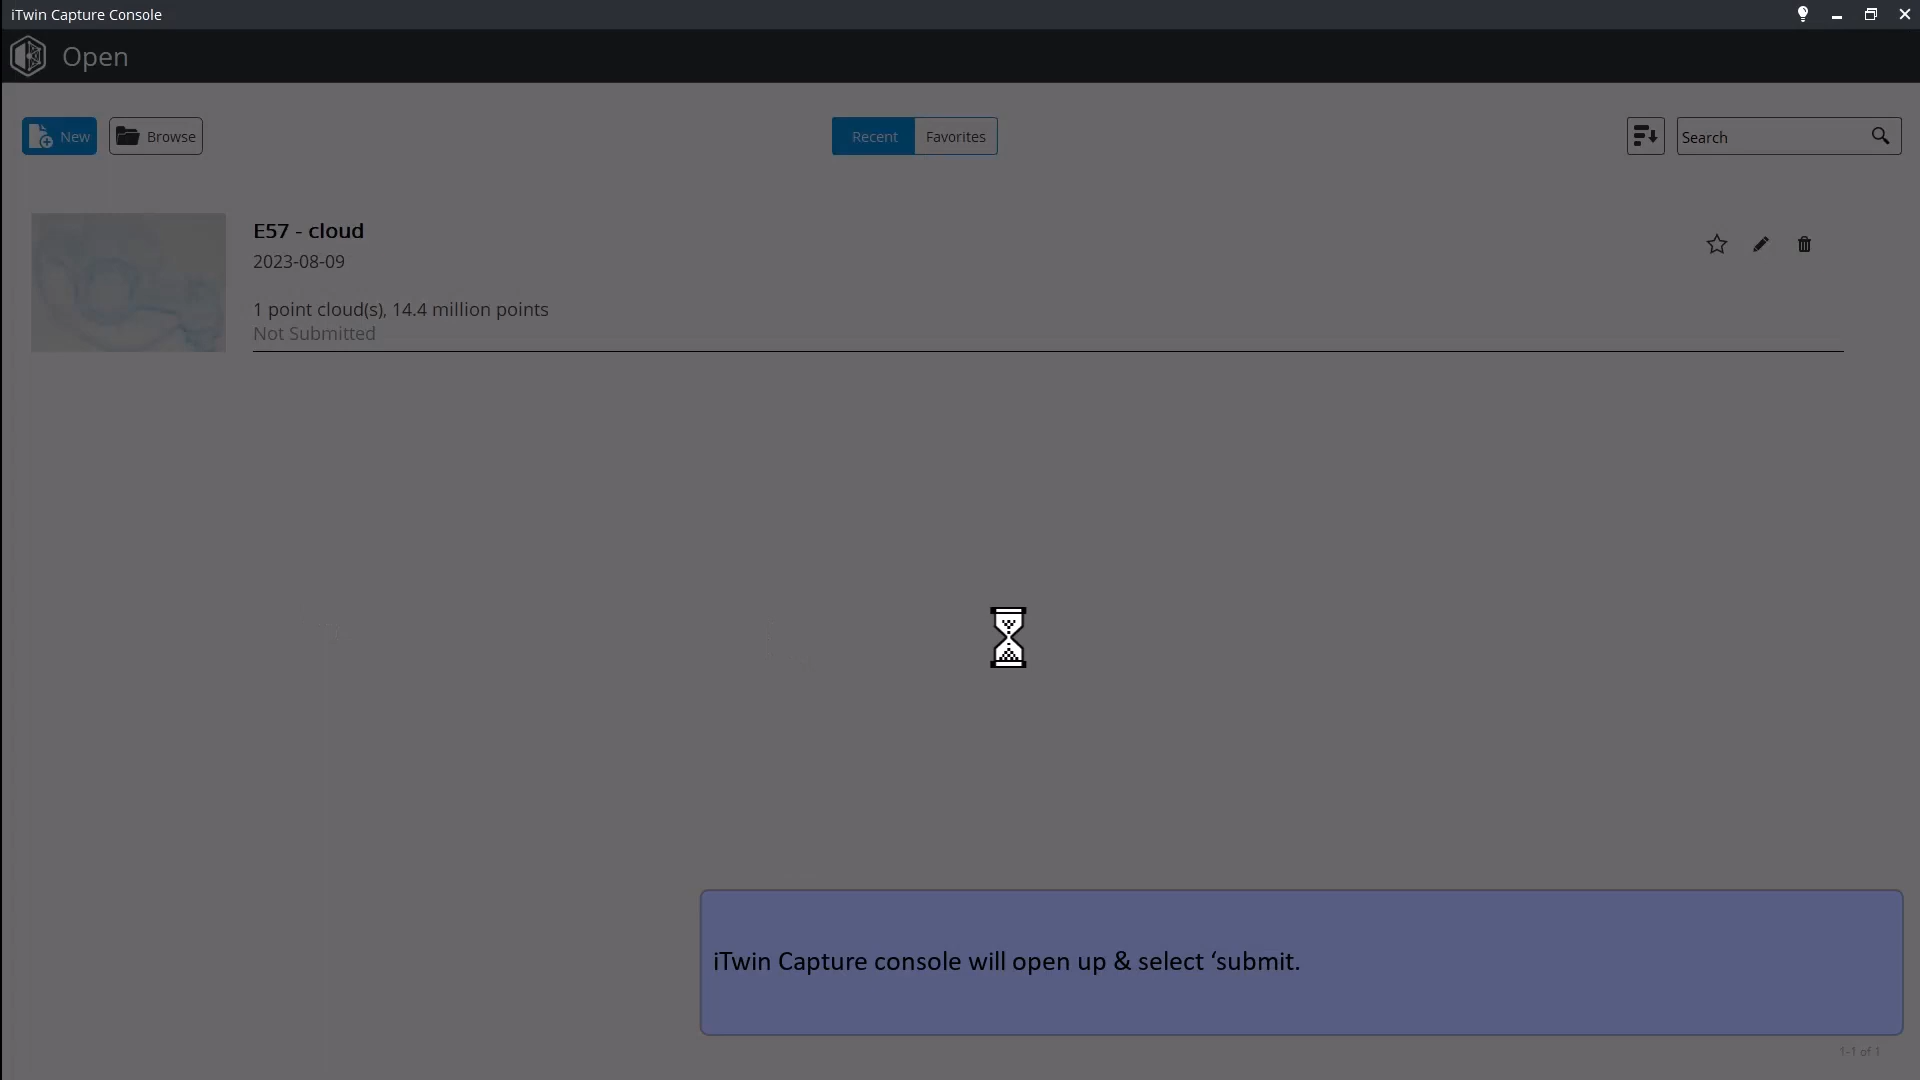 iTwin Capture Console
Open
New
Browse
Recent
Favorites
Search
E57 - cloud
2023-08-09
1 point cloud(s), 14.4 million points
Not Submitted
iTwin Capture console will open up & select ‘submit.
1-1 of 1